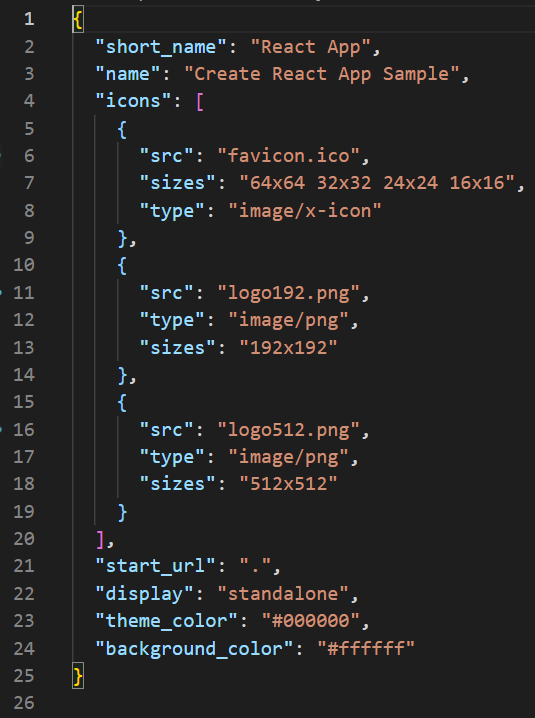 1 {
2 "short_name": "React App",
3 "name": "Create React App Sample",
4 "icons": [
5 {
6 "src": "favicon.ico",
7 "sizes": "64x64 32x32 24x24 16x16",
8 "type": "image/x-icon"
9 },
10 {
11 "src": "logo192.png",
12 "type": "image/png",
13 "sizes": "192x192"
14 },
15 {
16 "src": "logo512.png",
17 "type": "image/png",
18 "sizes": "512x512"
19 }
20 ],
21 "start_url": ".",
22 "display": "standalone",
23 "theme_color": "#000000",
24 "background_color": "#ffffff"
25 }
26